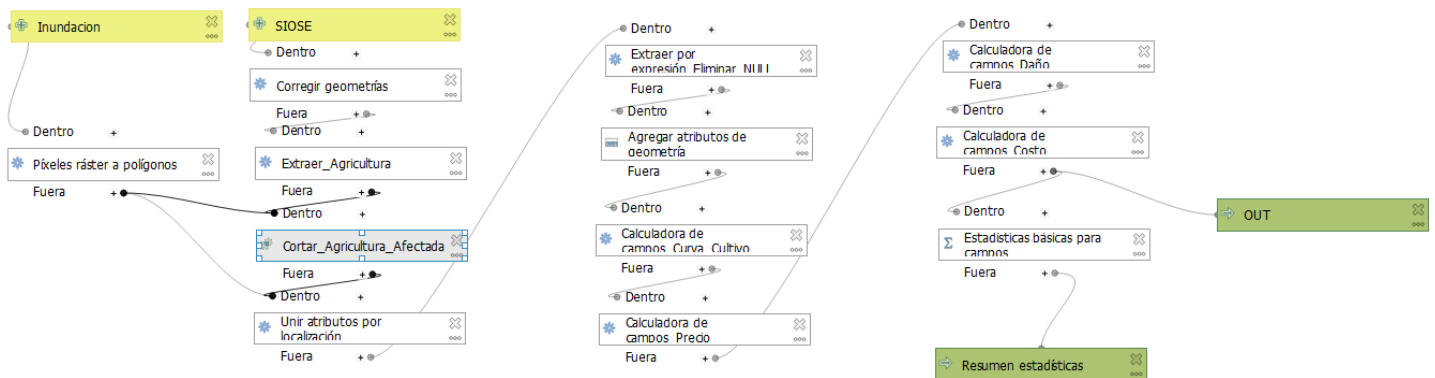 Inundacion
Dentro
Píxeles ráster a polígonos
Fuera
SIOSE
Dentro
Corregir geometrías
Fuera
Dentro
Extraer_Agricultura
Fuera
Dentro
Cortar_Agricultura_Afectada
Fuera
Dentro
Unir atributos por
localización
Fuera
Dentro
Extraer por
expresión_Eliminar_NULL
Fuera
Dentro
Agregar atributos de
geometría
Fuera
Dentro
Calculadora de
campos_Curva_Cultivo
Fuera
Dentro
Calculadora de
campos_Precio
Fuera
Dentro
Calculadora de
campos_Daño
Fuera
Dentro
Calculadora de
campos_Costo
Fuera
Dentro
Estadísticas básicas para
campos
Fuera
OUT
Resumen estadísticas